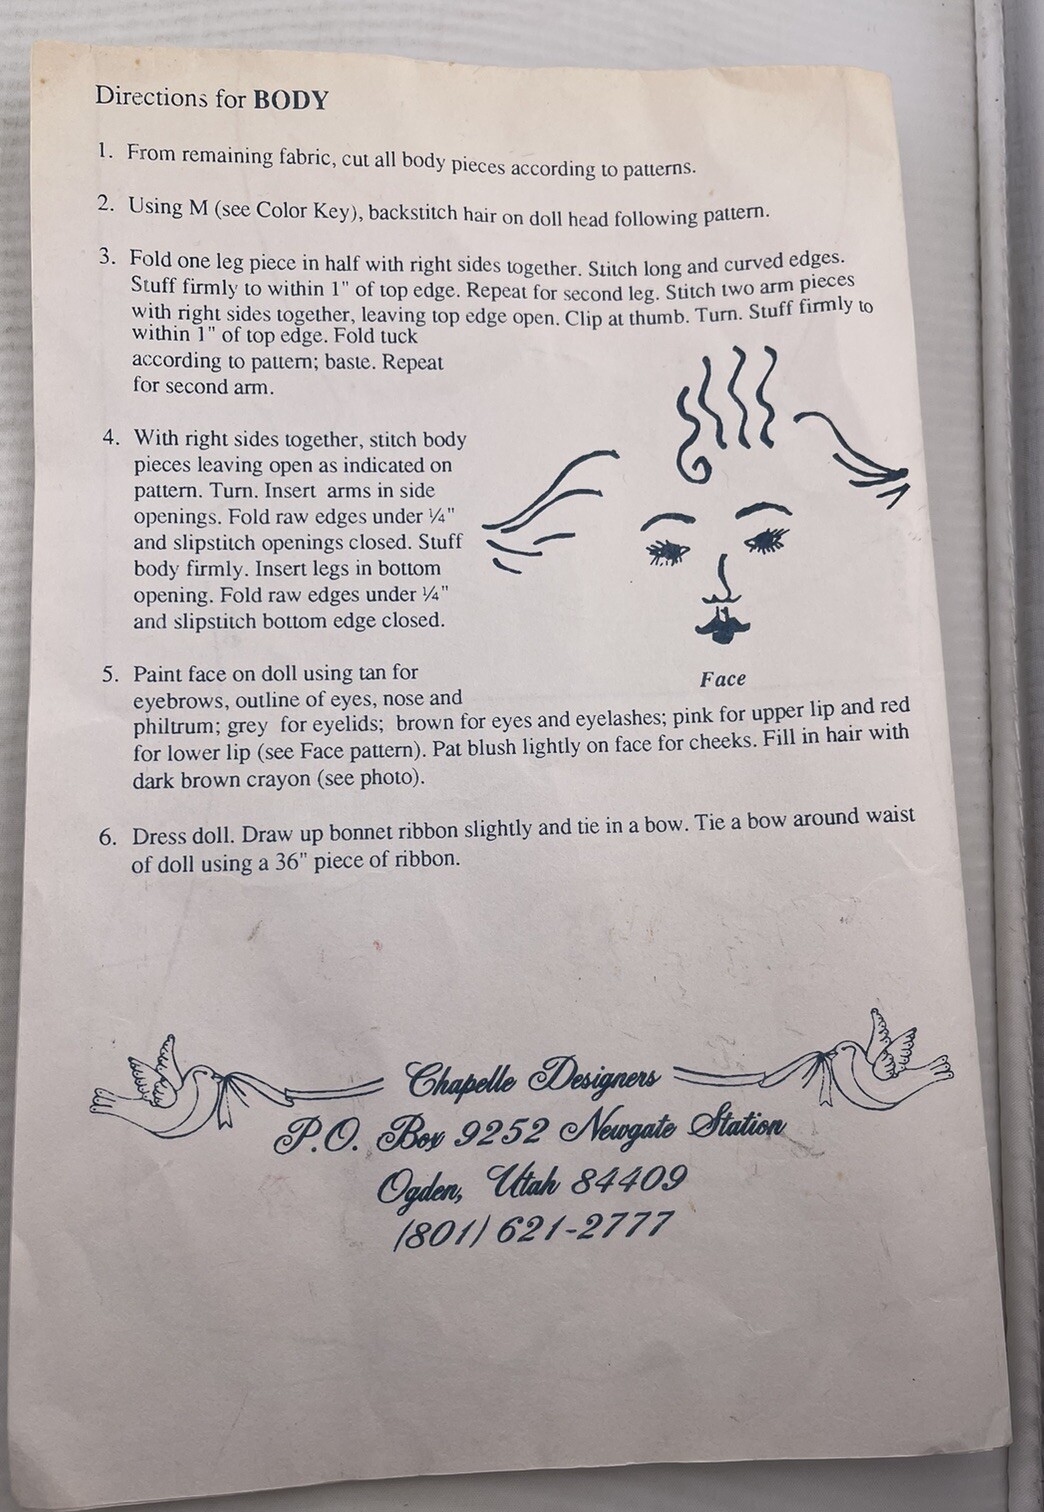 Directions for BODY
1. From remaining fabric, cut all body pieces according to patterns.
2. Using M (see Color Key), backstitch hair on doll head following pattern.
3. Fold one leg piece in half with right sides together. Stitch long and curved edges.
Stuff firmly to within 1" of top edge. Repeat for second leg. Stitch two arm pieces
with right sides together, leaving top edge open. Clip at thumb. Turn. Stuff firmly to
within 1" of top edge. Fold tuck
according to pattern; baste. Repeat
for second arm.
4. With right sides together, stitch body
pieces leaving open as indicated on
pattern. Turn. Insert arms in side
openings. Fold raw edges under ¼"
and slipstitch openings closed. Stuff
body firmly. Insert legs in bottom
opening. Fold raw edges under ¼"
and slipstitch bottom edge closed.
Face
5. Paint face on doll using tan for
eyebrows, outline of eyes, nose and
philtrum; grey for eyelids; brown for eyes and eyelashes; pink for upper lip and red
for lower lip (see Face pattern). Pat blush lightly on face for cheeks. Fill in hair with
dark brown crayon (see photo).
6. Dress doll. Draw up bonnet ribbon slightly and tie in a bow. Tie a bow around waist
of doll using a 36" piece of ribbon.
Chapelle Designers
P.O. Box 9252 Newgate Station
Ogden, Utah 84409
(801) 621-2777